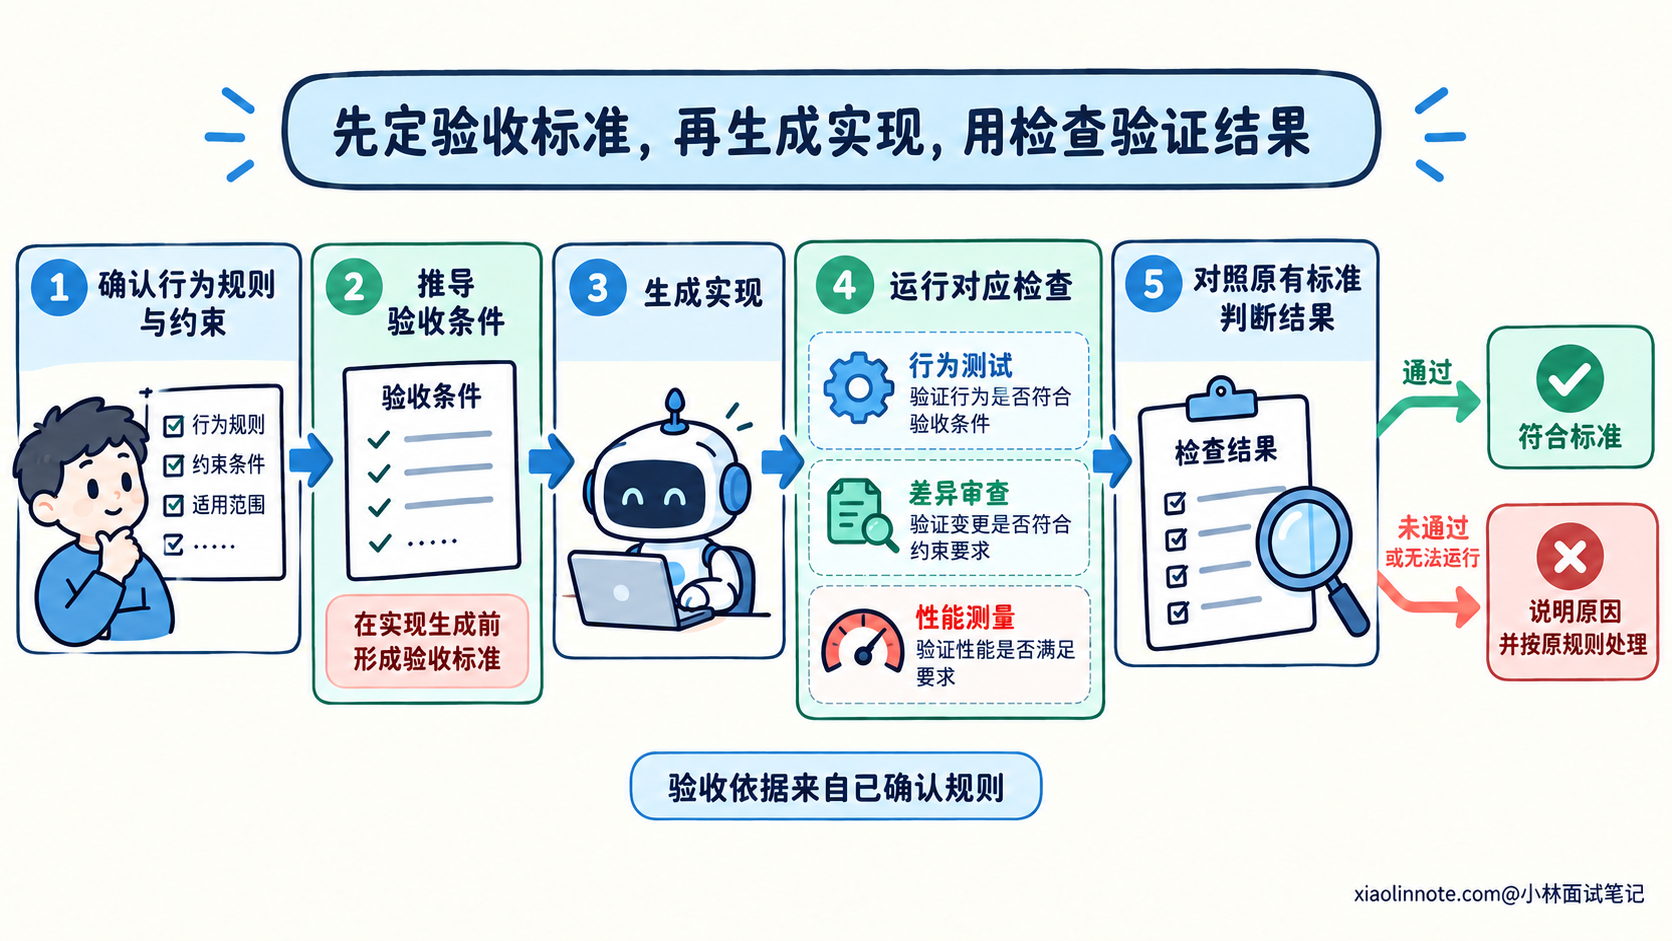 先定验收标准,再生成实现,用检查验证结果
1 确认行为规则
与约束
行为规则
约束条件
适用范围
.....
2 推导
验收条件
验收条件
.....
在实现生成前
形成验收标准
3 生成实现
4 运行对应检查
行为测试
验证行为是否符合
验收条件
差异审查
验证变更是否符合
约束要求
性能测量
验证性能是否满足
要求
5 对照原有标准
判断结果
检查结果
通过
符合标准
未通过
或无法运行
说明原因
并按原规则处理
验收依据来自已确认规则
xiaolinnote.com@小林面试笔记